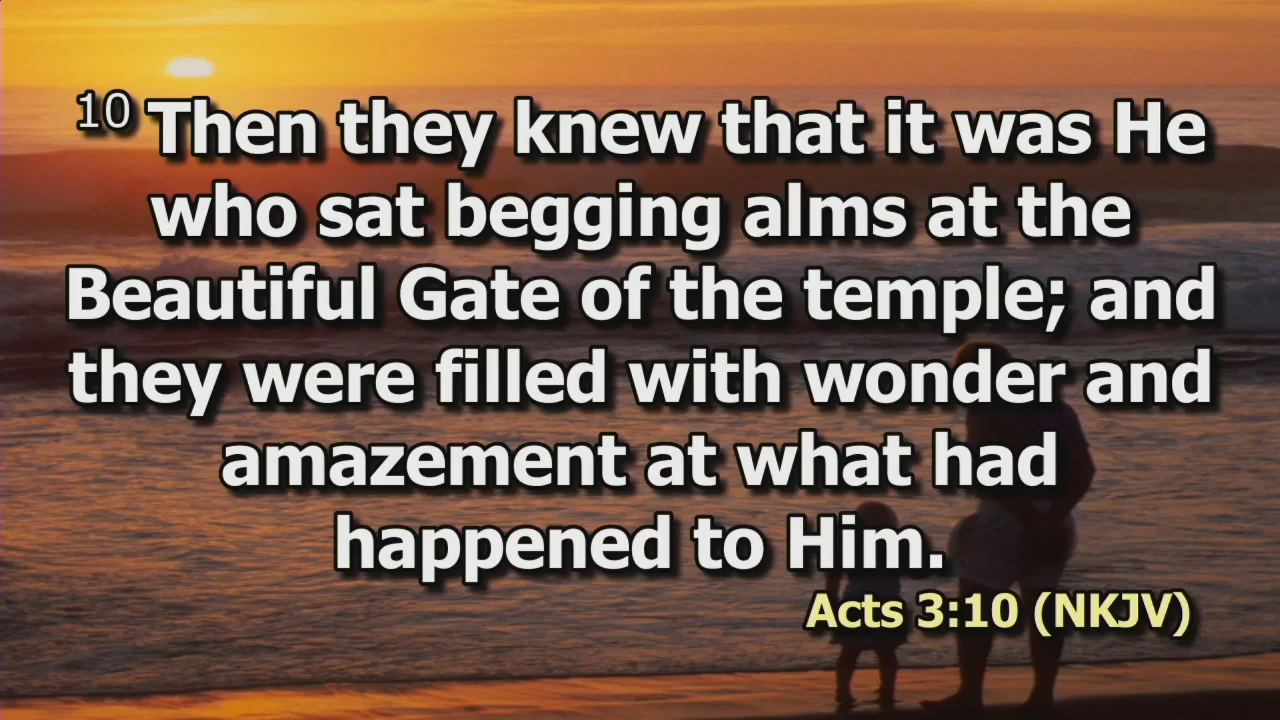 10 Then they knew that it was He
who sat begging alms at the
Beautiful Gate of the temple; and
they were filled with wonder and
amazement at what had
happened to Him.
Acts 3:10 (NKJV)